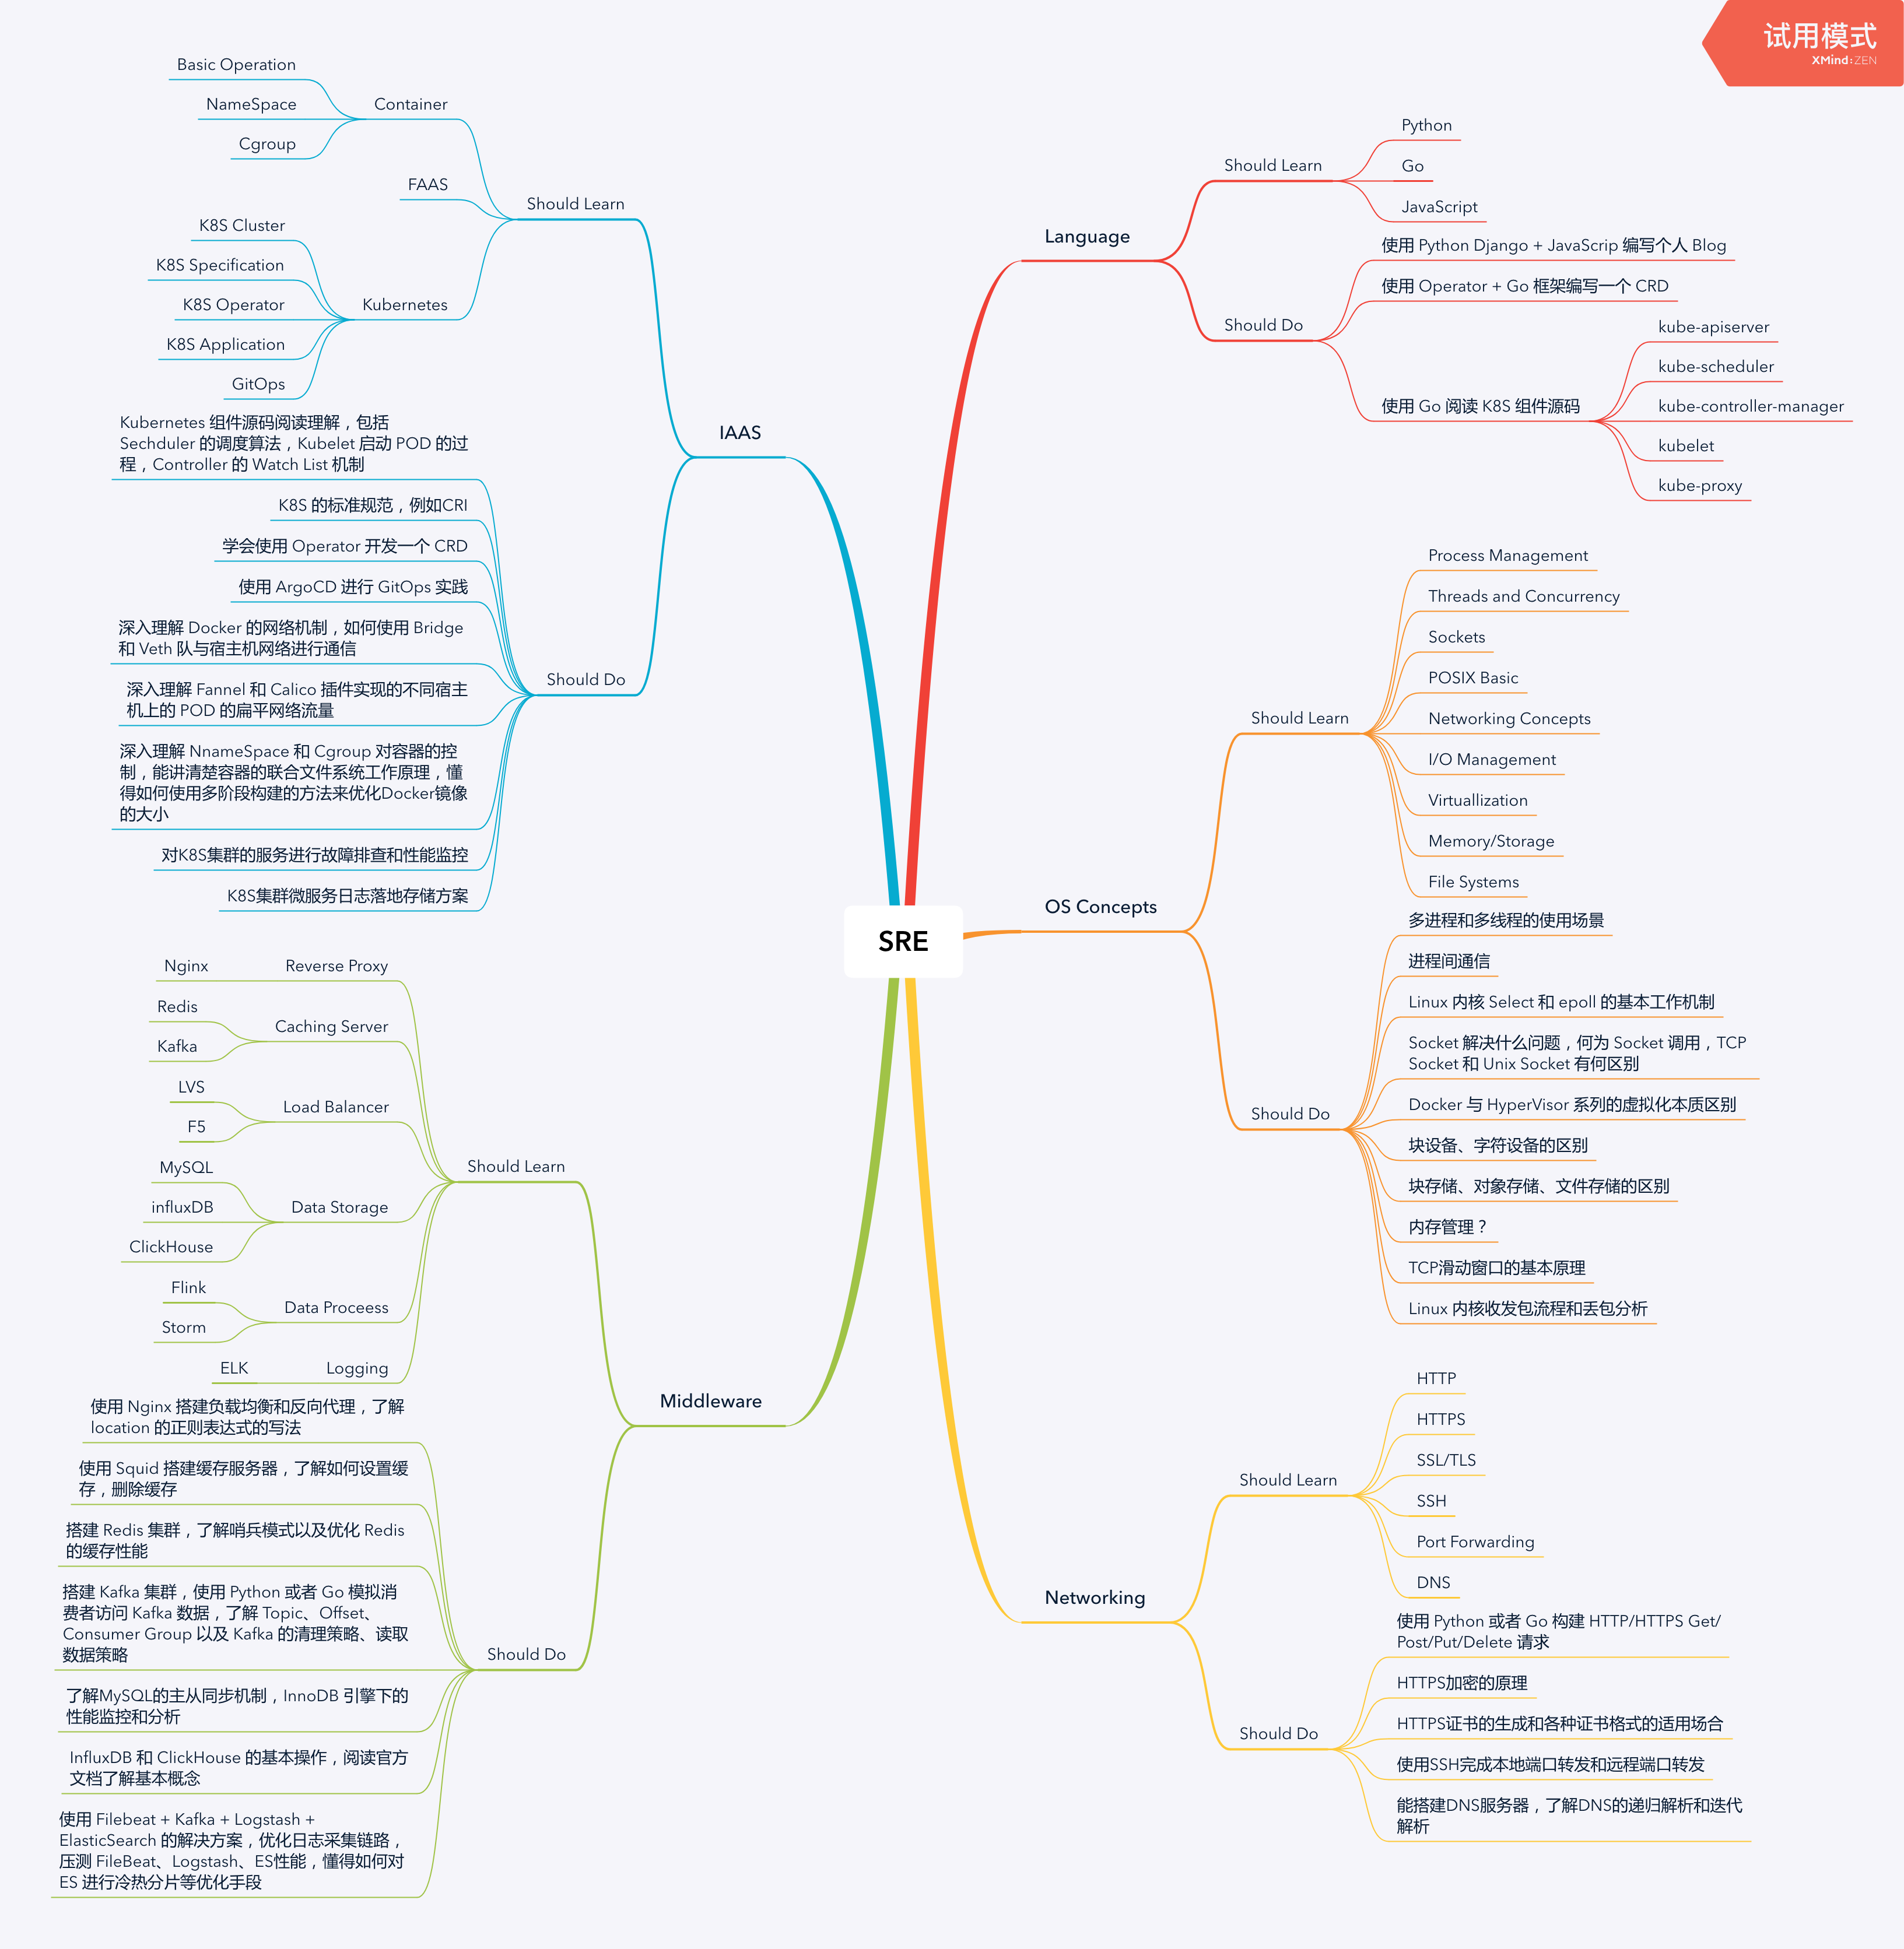 试用模式
XMind:ZEN
SRE
Language
Should Learn
Python
Go
JavaScript
Should Do
使用 Python Django + JavaScrip 编写个人 Blog
使用 Operator + Go 框架编写一个 CRD
使用 Go 阅读 K8S 组件源码
kube-apiserver
kube-scheduler
kube-controller-manager
kubelet
kube-proxy
OS Concepts
Should Learn
Process Management
Threads and Concurrency
Sockets
POSIX Basic
Networking Concepts
I/O Management
Virtuallization
Memory/Storage
File Systems
Should Do
多进程和多线程的使用场景
进程间通信
Linux 内核 Select 和 epoll 的基本工作机制
Socket 解决什么问题，何为 Socket 调用，TCP
Socket 和 Unix Socket 有何区别
Docker 与 HyperVisor 系列的虚拟化本质区别
块设备、字符设备的区别
块存储、对象存储、文件存储的区别
内存管理？
TCP滑动窗口的基本原理
Linux 内核收发包流程和丢包分析
Networking
Should Learn
HTTP
HTTPS
SSL/TLS
SSH
Port Forwarding
DNS
Should Do
使用 Python 或者 Go 构建 HTTP/HTTPS Get/
Post/Put/Delete 请求
HTTPS加密的原理
HTTPS证书的生成和各种证书格式的适用场合
使用SSH完成本地端口转发和远程端口转发
能搭建DNS服务器，了解DNS的递归解析和迭代
解析
IAAS
Should Learn
Container
Basic Operation
NameSpace
Cgroup
FAAS
Kubernetes
K8S Cluster
K8S Specification
K8S Operator
K8S Application
GitOps
Should Do
Kubernetes 组件源码阅读理解，包括
Sechduler 的调度算法，Kubelet 启动 POD 的过
程，Controller 的 Watch List 机制
K8S 的标准规范，例如CRI
学会使用 Operator 开发一个 CRD
使用 ArgoCD 进行 GitOps 实践
深入理解 Docker 的网络机制，如何使用 Bridge
和 Veth 队与宿主机网络进行通信
深入理解 Fannel 和 Calico 插件实现的不同宿主
机上的 POD 的扁平网络流量
深入理解 NnameSpace 和 Cgroup 对容器的控
制，能讲清楚容器的联合文件系统工作原理，懂
得如何使用多阶段构建的方法来优化Docker镜像
的大小
对K8S集群的服务进行故障排查和性能监控
K8S集群微服务日志落地存储方案
Middleware
Should Learn
Reverse Proxy
Nginx
Caching Server
Redis
Kafka
Load Balancer
LVS
F5
Data Storage
MySQL
influxDB
ClickHouse
Data Proceess
Flink
Storm
Logging
ELK
Should Do
使用 Nginx 搭建负载均衡和反向代理，了解
location 的正则表达式的写法
使用 Squid 搭建缓存服务器，了解如何设置缓
存，删除缓存
搭建 Redis 集群，了解哨兵模式以及优化 Redis
的缓存性能
搭建 Kafka 集群，使用 Python 或者 Go 模拟消
费者访问 Kafka 数据，了解 Topic、Offset、
Consumer Group 以及 Kafka 的清理策略、读取
数据策略
了解MySQL的主从同步机制，InnoDB 引擎下的
性能监控和分析
InfluxDB 和 ClickHouse 的基本操作，阅读官方
文档了解基本概念
使用 Filebeat + Kafka + Logstash +
ElasticSearch 的解决方案，优化日志采集链路，
压测 FileBeat、Logstash、ES性能，懂得如何对
ES 进行冷热分片等优化手段